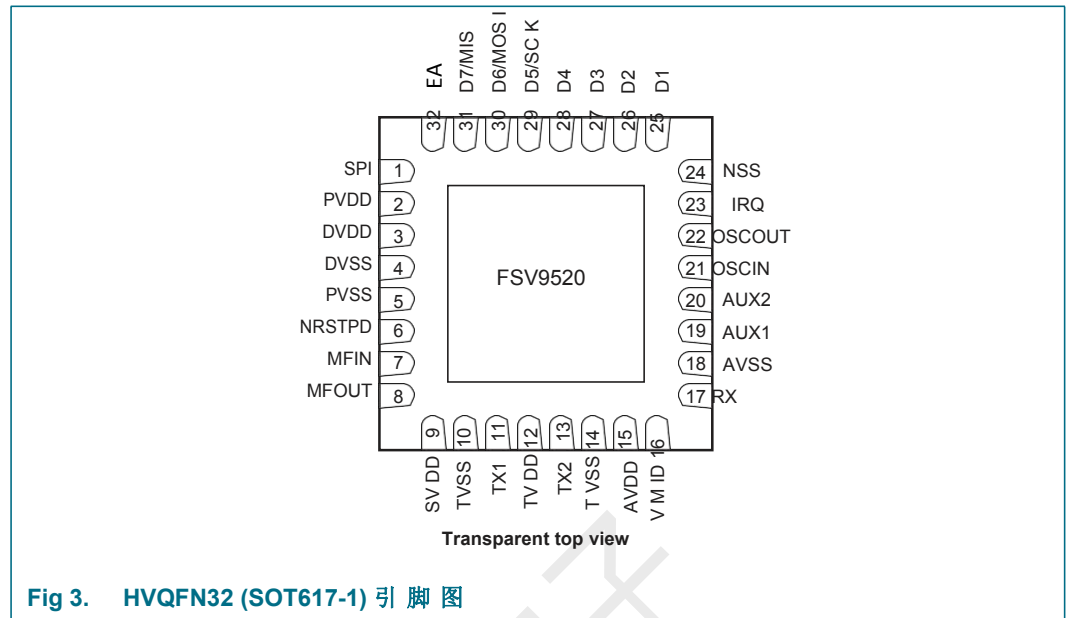 EA
D7/MIS
D6/MOS I
D5/SC K
D4
D3
D2
D1
32
31
30
29
28
27
26
25
SPI 1
PVDD 2
DVDD 3
DVSS 4
PVSS 5
NRSTPD 6
MFIN 7
MFOUT 8
FSV9520
24 NSS
23 IRQ
22 OSCOUT
21 OSCIN
20 AUX2
19 AUX1
18 AVSS
17 RX
9
10
11
12
13
14
15
16
SV DD
TVSS
TX1
TV DD
TX2
T VSS
AVDD
V M ID
Transparent top view
Fig 3. HVQFN32 (SOT617-1) 引 脚 图